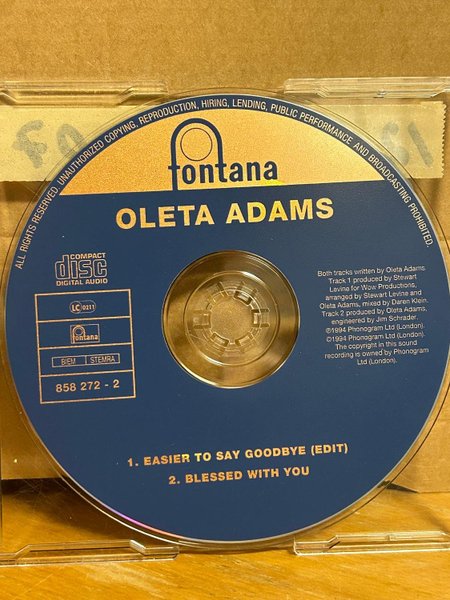 ALL RIGHTS RESERVED. UNAUTHORIZED COPYING, REPRODUCTION, HIRING, LENDING, PUBLIC PERFORMANCE AND BROADCASTING PROHIBITED.
fontana
OLETA ADAMS
COMPACT
disc
DIGITAL AUDIO
LC 0211
fontana
BIEM STEMRA
858 272 - 2
Both tracks written by Oleta Adams
Track 1 produced by Stewart
Levine for Wow Productions,
arranged by Stewart Levine and
Oleta Adams, mixed by Daren Klein.
Track 2 produced by Oleta Adams,
engineered by Jim Schrader.
℗1994 Phonogram Ltd (London).
©1994 Phonogram Ltd (London).
The copyright in this sound
recording is owned by Phonogram
Ltd (London).
1. EASIER TO SAY GOODBYE (EDIT)
2. BLESSED WITH YOU